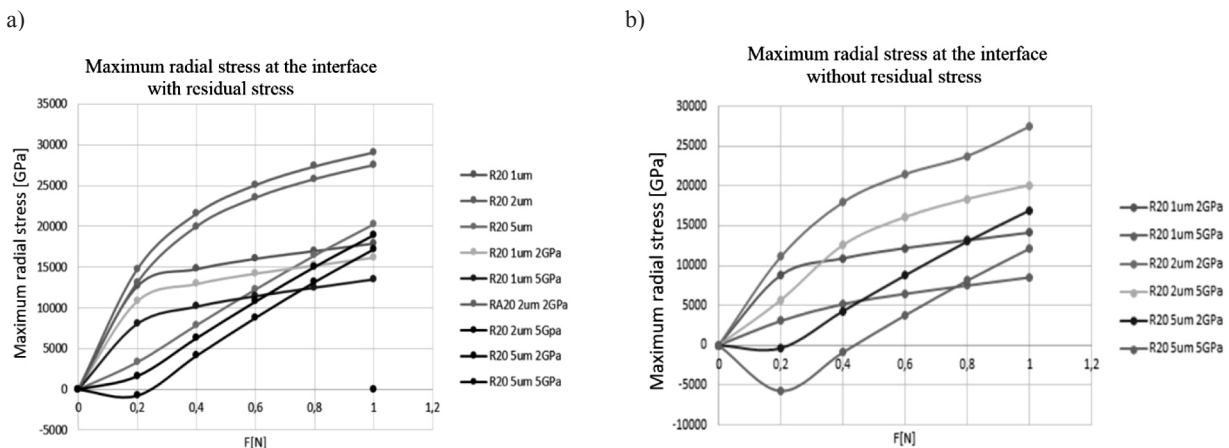 a)
Maximum radial stress at the interface
with residual stress
Maximum radial stress [GPa]
35000
30000
25000
20000
15000
10000
5000
0
-5000
0
0,2
0,4
0,6
0,8
1
1,2
F[N]
R20 1um
R20 2um
R20 5um
R20 1um 2GPa
R20 1um 5GPa
RA20 2um 2GPa
R20 2um 5Gpa
R20 5um 2GPa
R20 5um 5GPa
b)
Maximum radial stress at the interface
without residual stress
Maximum radial stress [GPa]
30000
25000
20000
15000
10000
5000
0
-5000
-10000
0
0,2
0,4
0,6
0,8
1
1,2
F[N]
R20 1um 2GPa
R20 1um 5GPa
R20 2um 2GPa
R20 2um 5GPa
R20 5um 2GPa
R20 5um 5GPa